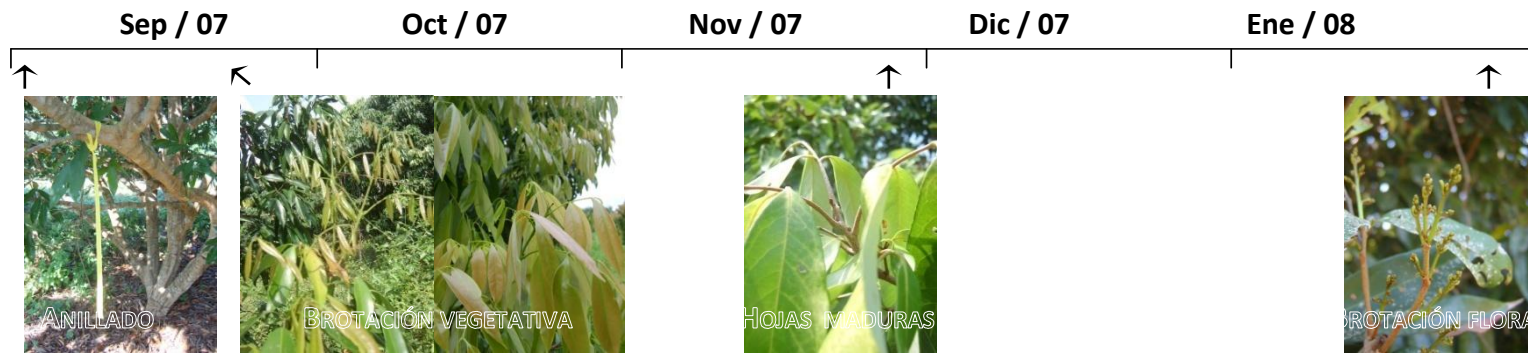 Sep / 07 Oct / 07 Nov / 07 Dic / 07 Ene / 08
ANILLADO BROTACIÓN VEGETATIVA HOJAS MADURAS BROTACIÓN FLORA